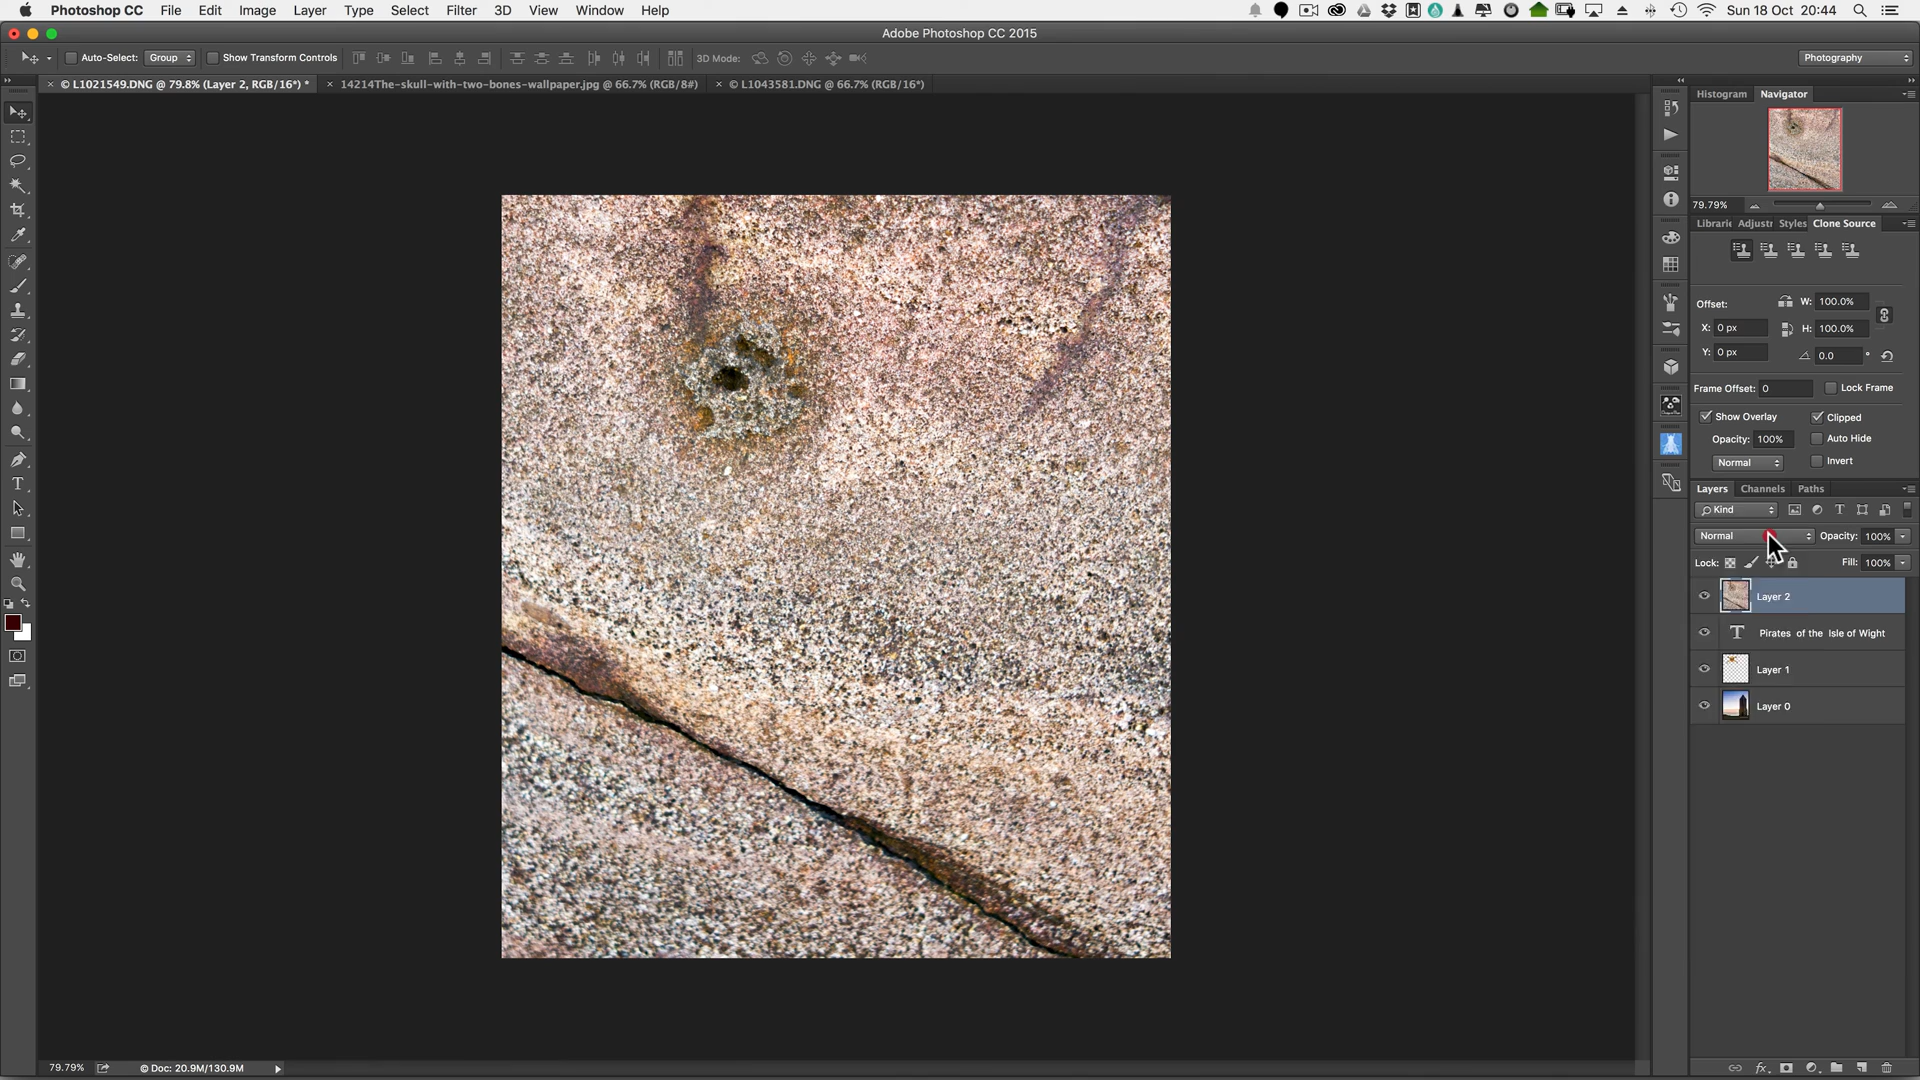 Photoshop CC File Edit Image Layer Type Select Filter 3D View Window Help Sun 18 Oct 20:44
Adobe Photoshop CC 2015
Auto-Select: Group Show Transform Controls 3D Mode: Photography
© L1021549.DNG @ 79.8% (Layer 2, RGB/16*) * 14214The-skull-with-two-bones-wallpaper.jpg @ 66.7% (RGB/8#) © L1043581.DNG @ 66.7% (RGB/16*)
Histogram Navigator
79.79%
Librari Adjustr Styles Clone Source
Offset: W: 100.0%
X: 0 px H: 100.0%
Y: 0 px 0.0 °
Frame Offset: 0 Lock Frame
Show Overlay Clipped
Opacity: 100% Auto Hide
Normal Invert
Layers Channels Paths
Kind
Normal Opacity: 100%
Lock: Fill: 100%
Layer 2
T Pirates of the Isle of Wight
Layer 1
Layer 0
79.79% © Doc: 20.9M/130.9M
fx